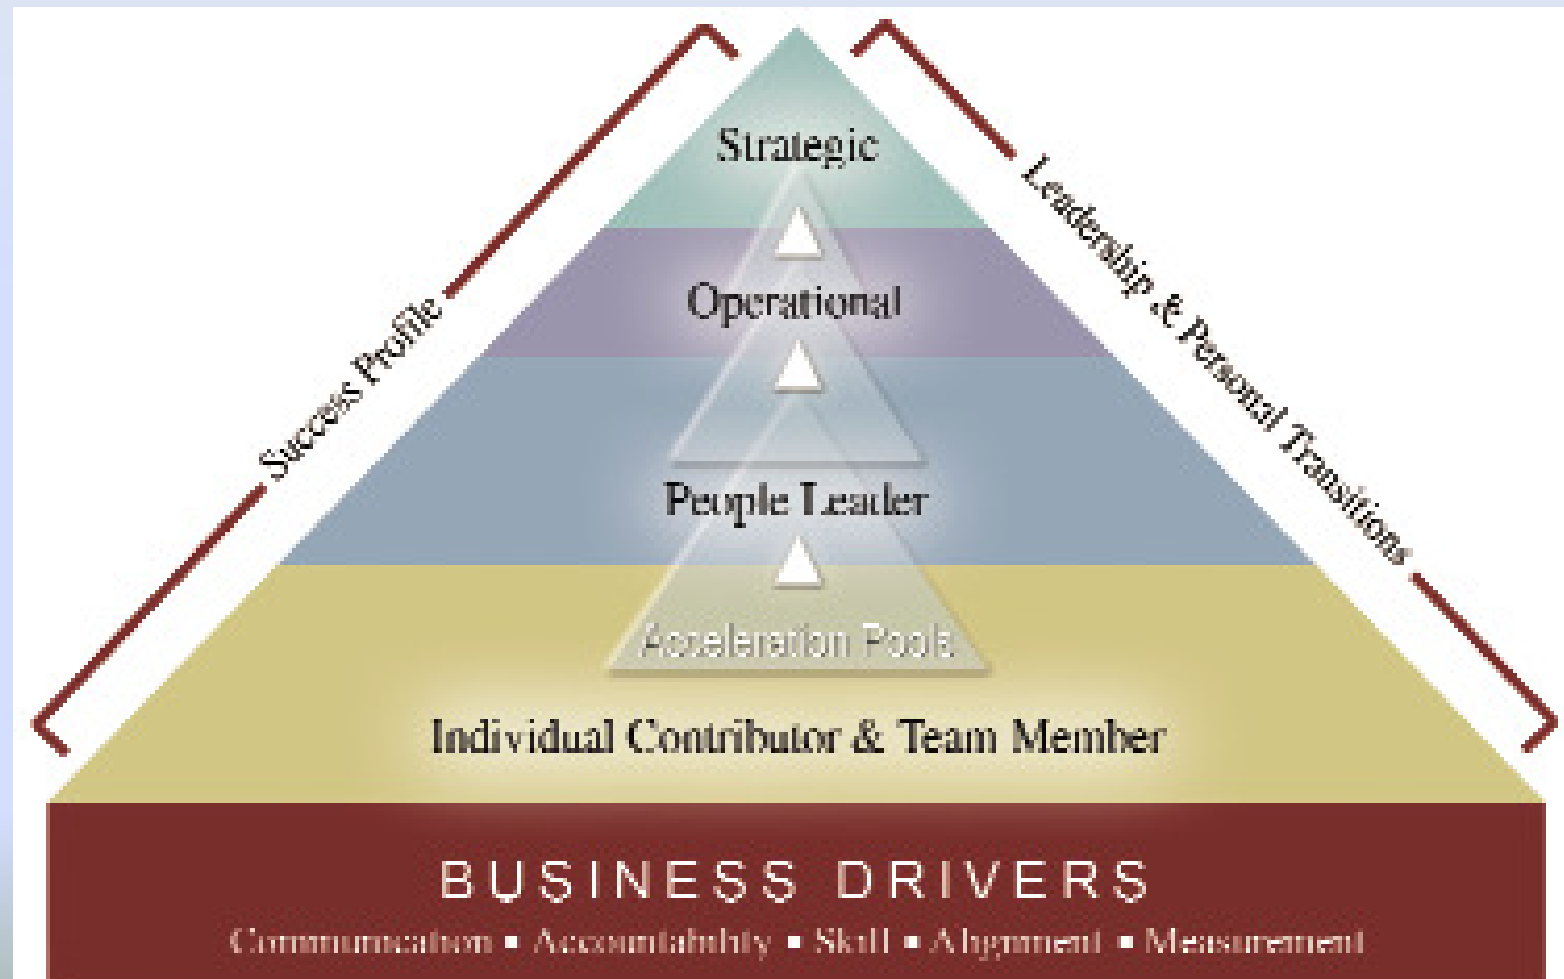 Strategic
Leadership & Personal Transitions
Operational
Success Profile
People Leader
Acceleration Pools
Individual Contributor & Team Member
BUSINESS DRIVERS
Communication ▪ Accountability ▪ Skill ▪ Alignment ▪ Measurement